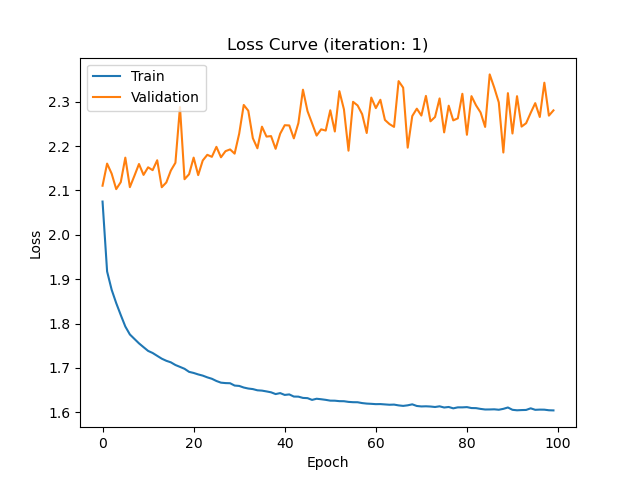 Loss Curve (iteration: 1)
Train
Validation
2.3
2.2
2.1
2.0
1.9
1.8
1.7
1.6
Loss
0 20 40 60 80 100
Epoch